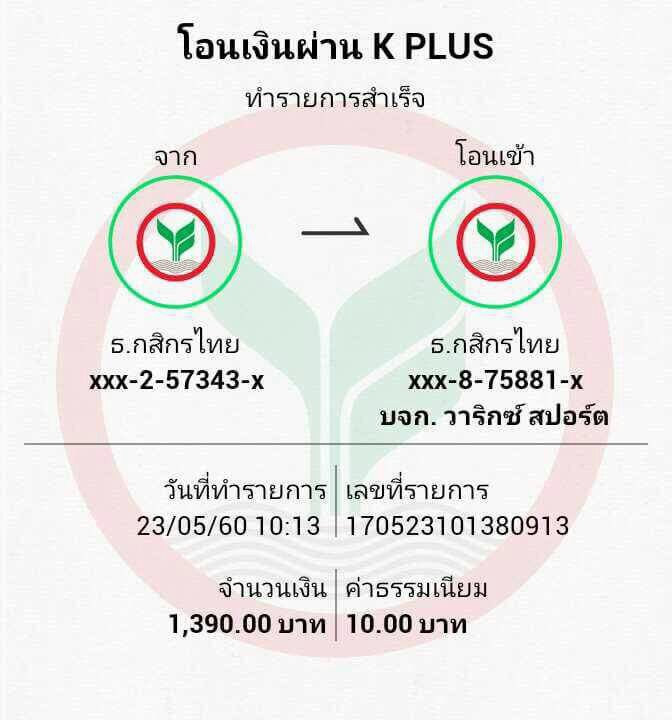 โอนเงินผ่าน K PLUS
ทำรายการสำเร็จ
จาก
โอนเข้า
ธ.กสิกรไทย
xxx-2-57343-x
ธ.กสิกรไทย
xxx-8-75881-x
บจก. วาริกซ์ สปอร์ต
วันที่ทำรายการ
23/05/60 10:13
เลขที่รายการ
170523101380913
จำนวนเงิน
1,390.00 บาท
ค่าธรรมเนียม
10.00 บาท